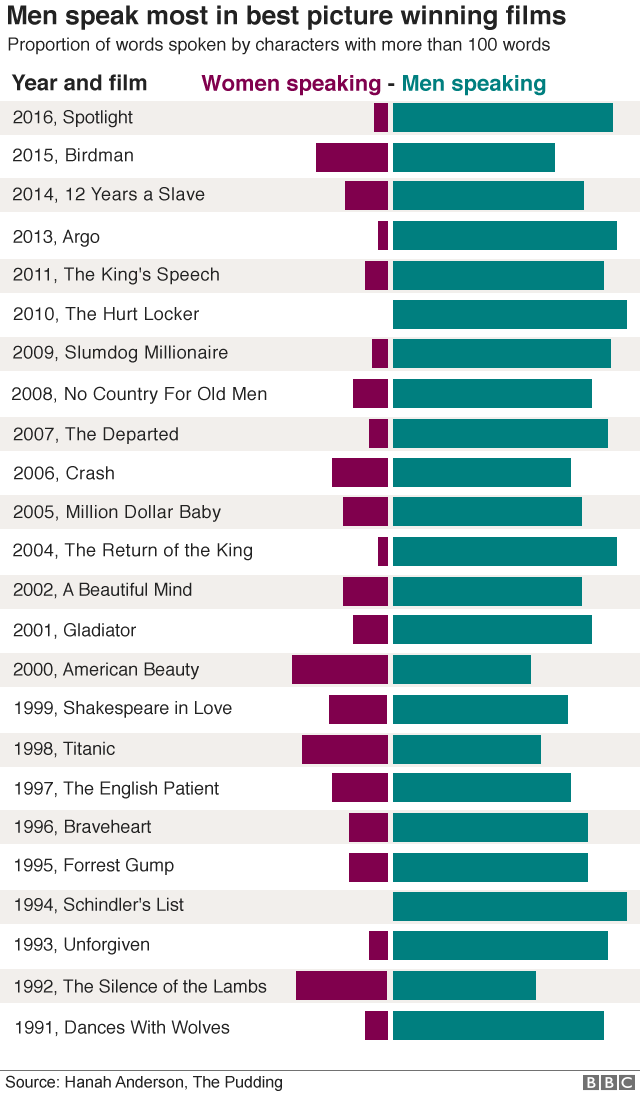 Men speak most in best picture winning films
Proportion of words spoken by characters with more than 100 words
Year and film Women speaking - Men speaking
2016, Spotlight
2015, Birdman
2014, 12 Years a Slave
2013, Argo
2011, The King's Speech
2010, The Hurt Locker
2009, Slumdog Millionaire
2008, No Country For Old Men
2007, The Departed
2006, Crash
2005, Million Dollar Baby
2004, The Return of the King
2002, A Beautiful Mind
2001, Gladiator
2000, American Beauty
1999, Shakespeare in Love
1998, Titanic
1997, The English Patient
1996, Braveheart
1995, Forrest Gump
1994, Schindler's List
1993, Unforgiven
1992, The Silence of the Lambs
1991, Dances With Wolves
Source: Hanah Anderson, The Pudding BBC